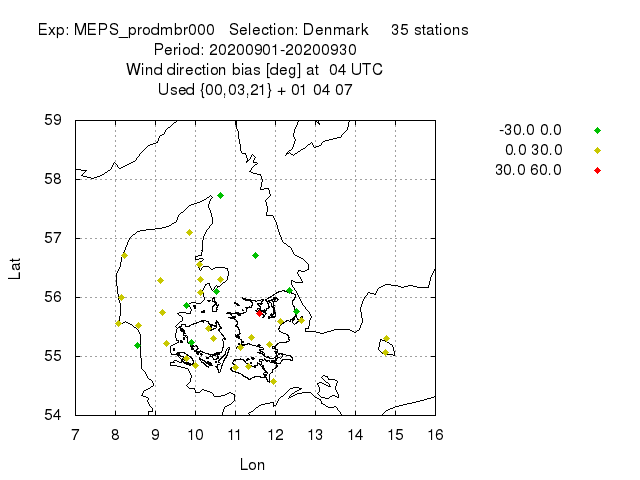 Exp: MEPS_prodmbr000   Selection: Denmark     35 stations
Period: 20200901-20200930
Wind direction bias [deg] at  04 UTC
Used {00,03,21} + 01 04 07
-30.0 0.0
0.0 30.0
30.0 60.0
59
58
57
56
55
54
Lat
7 8 9 10 11 12 13 14 15 16
Lon